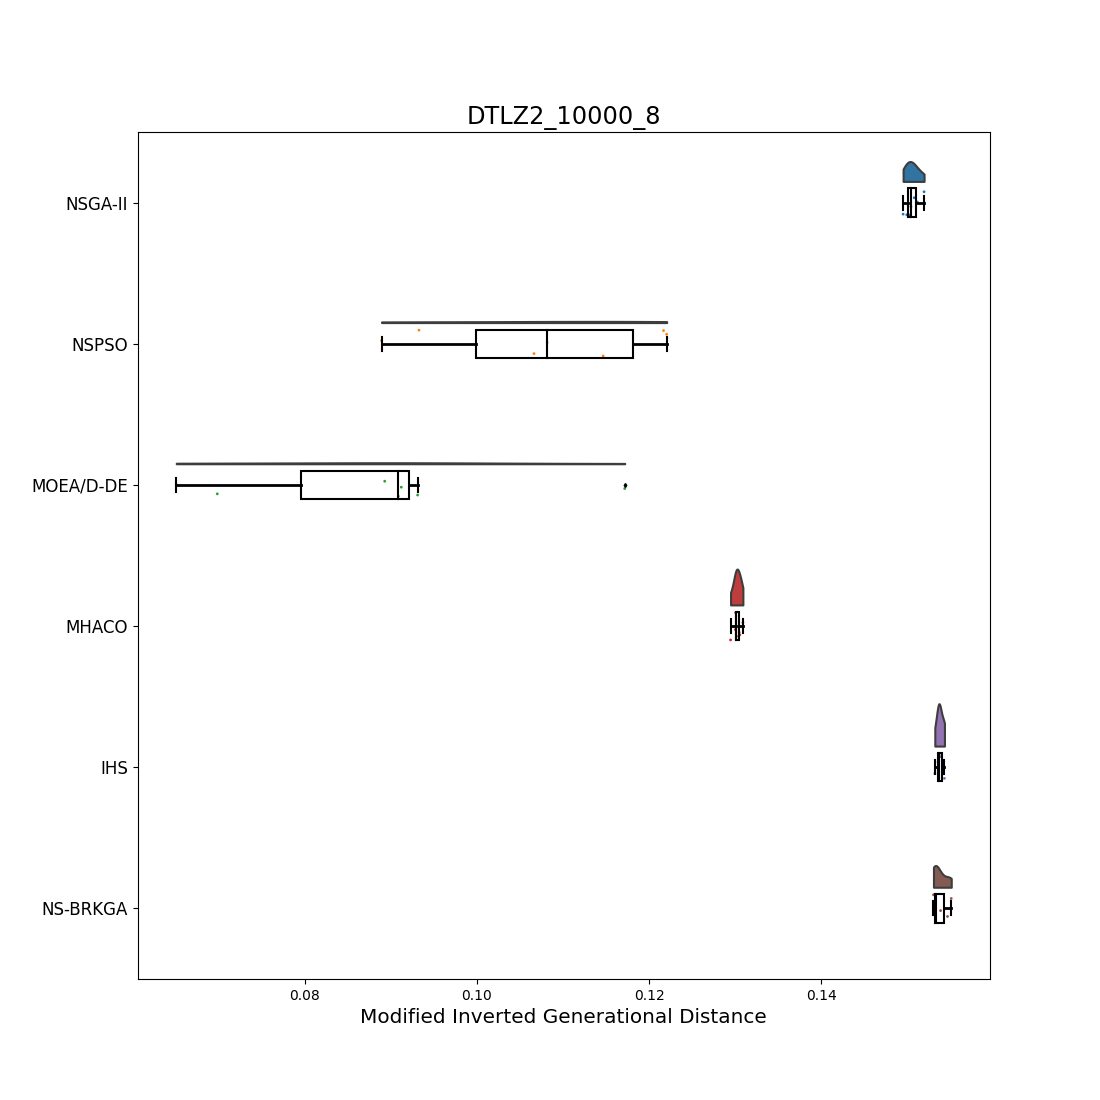 DTLZ2_10000_8
NSGA-II
NSPSO
MOEA/D-DE
MHACO
IHS
NS-BRKGA
0.08 0.10 0.12 0.14
Modified Inverted Generational Distance